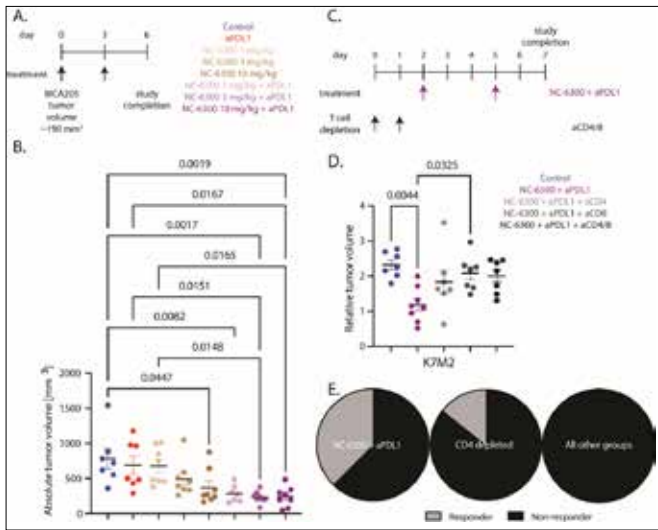 A.
day
0
3
6
treatment
MCA205
tumor
volume
~190 mm³
study
completion
Control
aPDL1
NC-6300 1 mg/kg
NC-6300 3 mg/kg
NC-6300 10 mg/kg
NC-6300 1 mg/kg + aPDL1
NC-6300 3 mg/kg + aPDL1
NC-6300 10 mg/kg + aPDL1
B.
0.0019
0.0167
0.0017
0.0165
0.0151
0.0062
0.0148
0.0447
Absolute tumor volume [mm³]
2000
1500
1000
500
0
C.
study
completion
day
0 1 2 3 4 5 6 7
treatment
NC-6300 + aPDL1
T cell
depletion
aCD4/8
D.
0.0325
0.0044
Control
NC-6300 + aPDL1
NC-6300 + aPDL1 + aCD4
NC-6300 + aPDL1 + aCD8
NC-6300 + aPDL1 + aCD4/8
Relative tumor volume
4
3
2
1
0
K7M2
E.
NC-6300 + aPDL1
CD4 depleted
All other groups
Responder
Non-responder